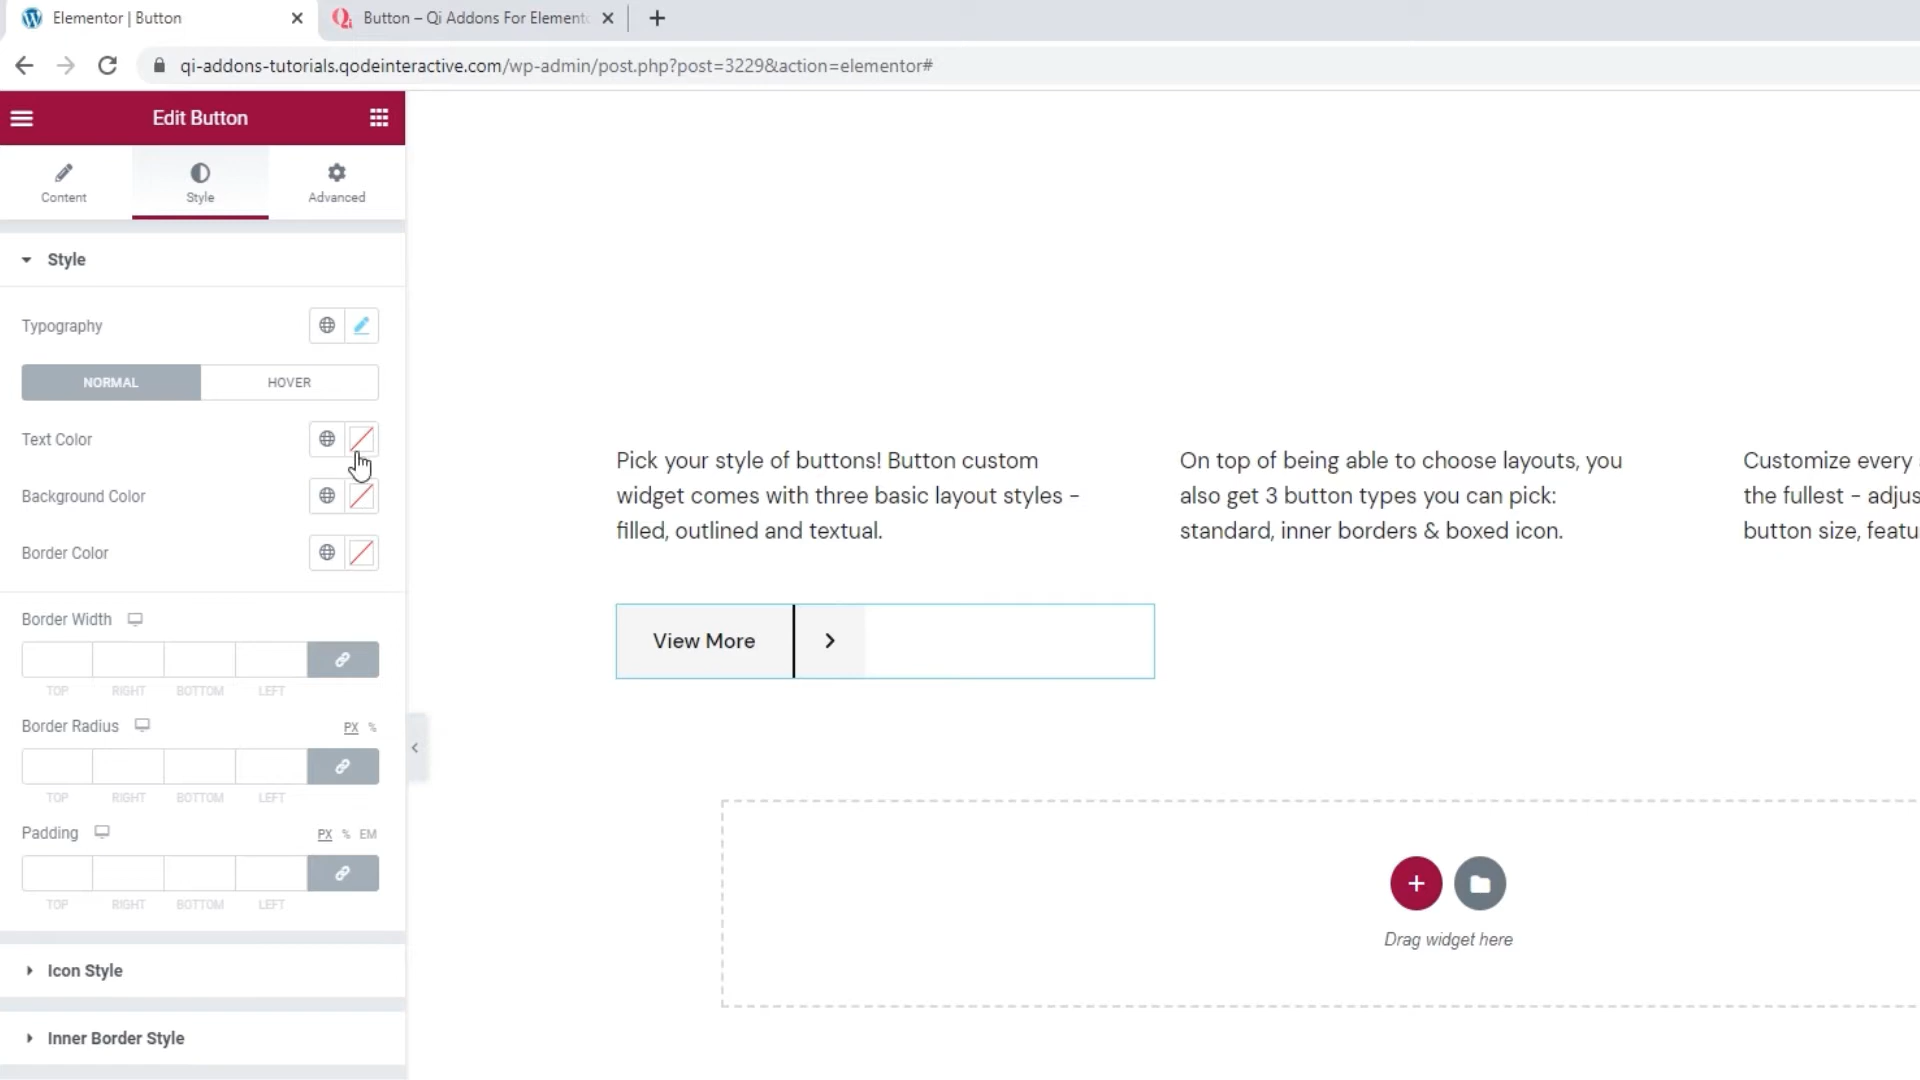 Elementor | Button
Button – Qi Addons For Element
qi-addons-tutorials.qodeinteractive.com/wp-admin/post.php?post=3229&action=elementor#
Edit Button
Content
Style
Advanced
Style
Typography
NORMAL
HOVER
Text Color
Background Color
Border Color
Border Width
TOP
RIGHT
BOTTOM
LEFT
Border Radius
PX
%
TOP
RIGHT
BOTTOM
LEFT
Padding
PX
%
EM
TOP
RIGHT
BOTTOM
LEFT
Icon Style
Inner Border Style
Pick your style of buttons! Button custom
widget comes with three basic layout styles -
filled, outlined and textual.
View More
On top of being able to choose layouts, you
also get 3 button types you can pick:
standard, inner borders & boxed icon.
Customize every
the fullest - adjus
button size, featu
Drag widget here